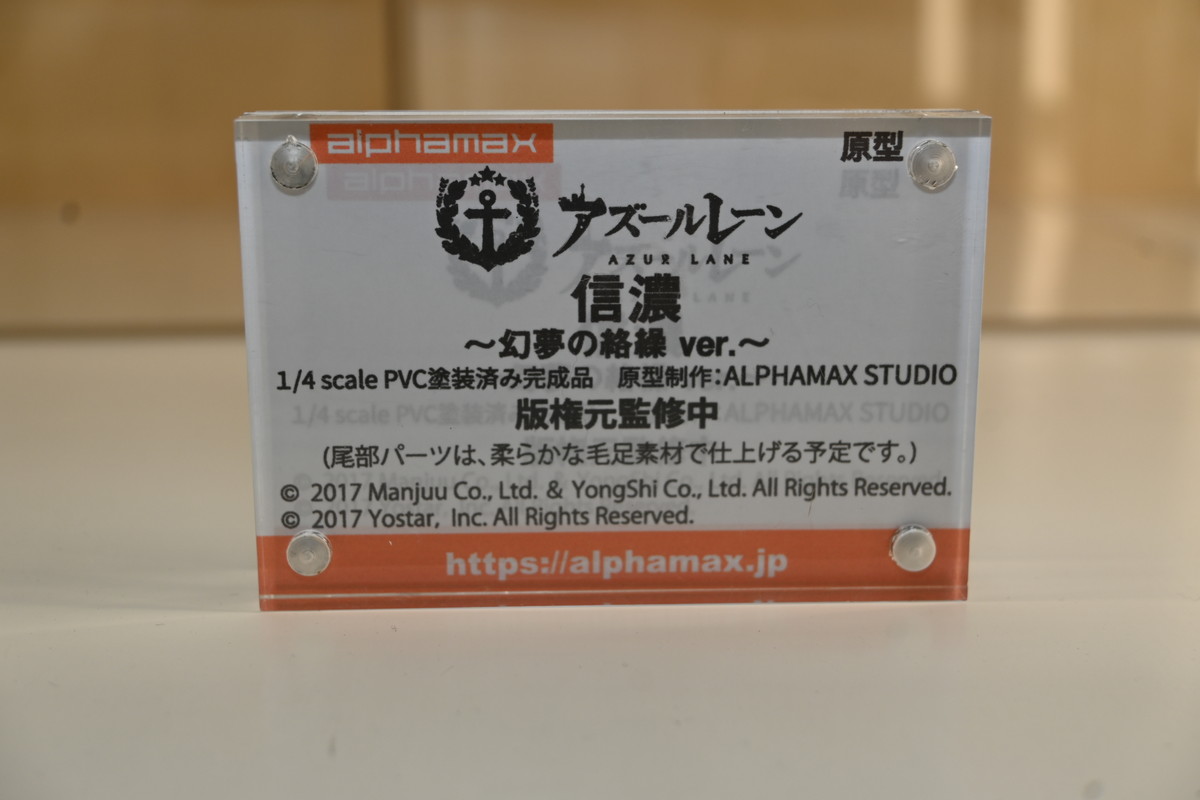 alphamax
原型
アズールレーン
AZUR LANE
信濃
～幻夢の絡繰 ver.～
1/4 scale PVC塗装済み完成品　原型制作：ALPHAMAX STUDIO
版権元監修中
(尾部パーツは、柔らかな毛足素材で仕上げる予定です。)
© 2017 Manjuu Co., Ltd. & YongShi Co., Ltd. All Rights Reserved.
© 2017 Yostar, Inc. All Rights Reserved.
https://alphamax.jp